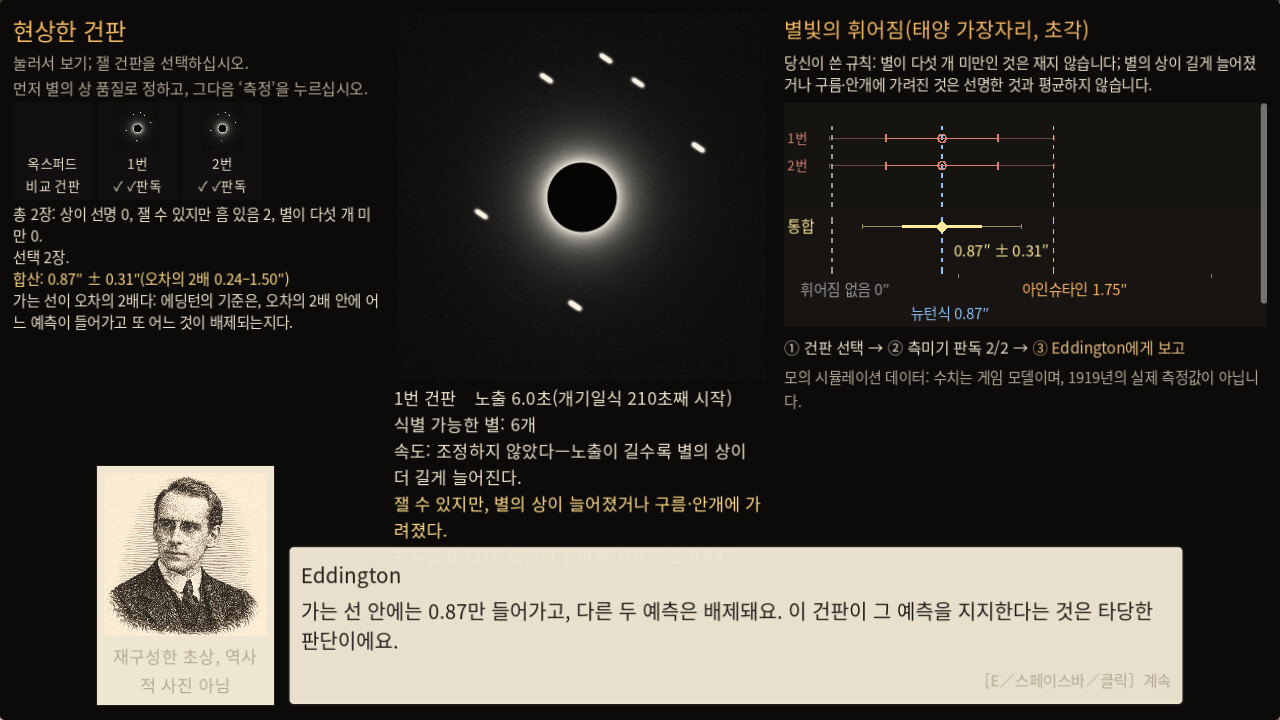 현상한 건판
눌러서 보기; 잴 건판을 선택하십시오.
먼저 별의 상 품질로 정하고, 그다음 ‘측정’을 누르십시오.
옥스퍼드
비교 건판
1번
✓ ✓판독
2번
✓ ✓판독
총 2장: 상이 선명 0, 잴 수 있지만 흠 있음 2, 별이 다섯 개 미
만 0.
선택 2장.
합산: 0.87″ ± 0.31″(오차의 2배 0.24–1.50″)
가는 선이 오차의 2배다: 에딩턴의 기준은, 오차의 2배 안에 어
느 예측이 들어가고 또 어느 것이 배제되는지다.
1번 건판 노출 6.0초(개기일식 210초째 시작)
식별 가능한 별: 6개
속도: 조정하지 않았다—노출이 길수록 별의 상이
더 길게 늘어진다.
잴 수 있지만, 별의 상이 늘어졌거나 구름·안개에 가
려졌다.
별빛의 휘어짐(태양 가장자리, 초각)
당신이 쓴 규칙: 별이 다섯 개 미만인 것은 재지 않습니다; 별의 상이 길게 늘어졌
거나 구름·안개에 가려진 것은 선명한 것과 평균하지 않습니다.
1번
2번
통합
0.87″ ± 0.31″
휘어짐 없음 0″
아인슈타인 1.75″
뉴턴식 0.87″
① 건판 선택 → ② 측미기 판독 2/2 → ③ Eddington에게 보고
모의 시뮬레이션 데이터: 수치는 게임 모델이며, 1919년의 실제 측정값이 아닙니
다.
재구성한 초상, 역사
적 사진 아님
Eddington
가는 선 안에는 0.87만 들어가고, 다른 두 예측은 배제돼요. 이 건판이 그 예측을 지지한다는 것은 타당한
판단이에요.
[E／스페이스바／클릭] 계속